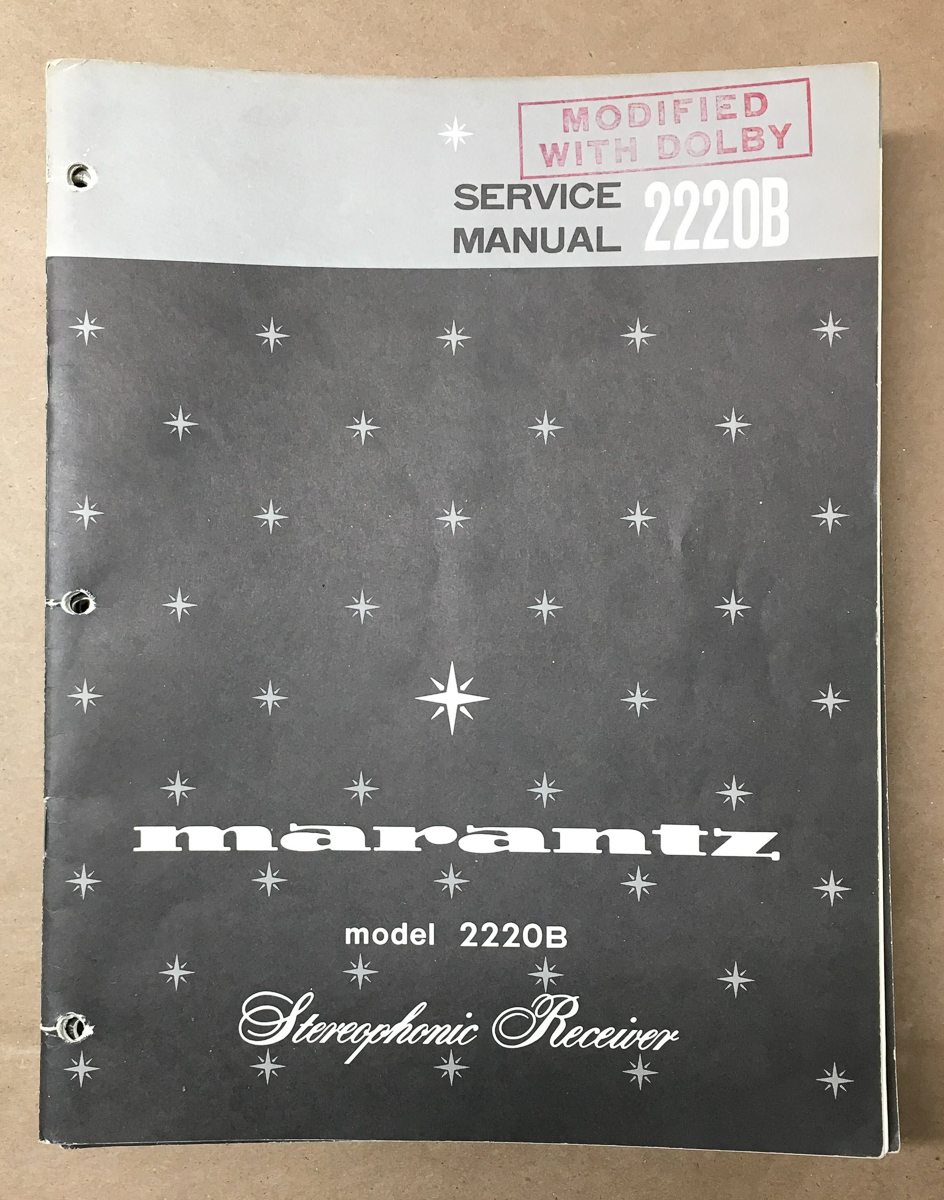 MODIFIED
WITH DOLBY
SERVICE
MANUAL 2220B
marantz
model 2220B
Stereophonic Receiver